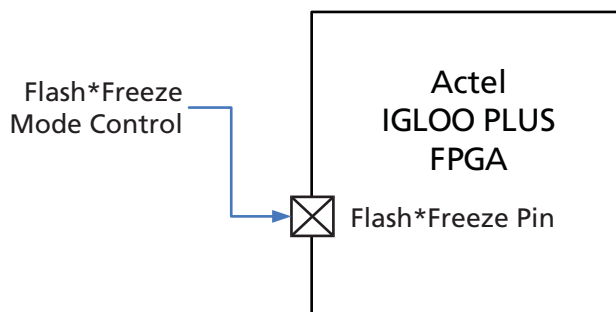 Flash*Freeze
Mode Control
Actel
IGLOO PLUS
FPGA
Flash*Freeze Pin